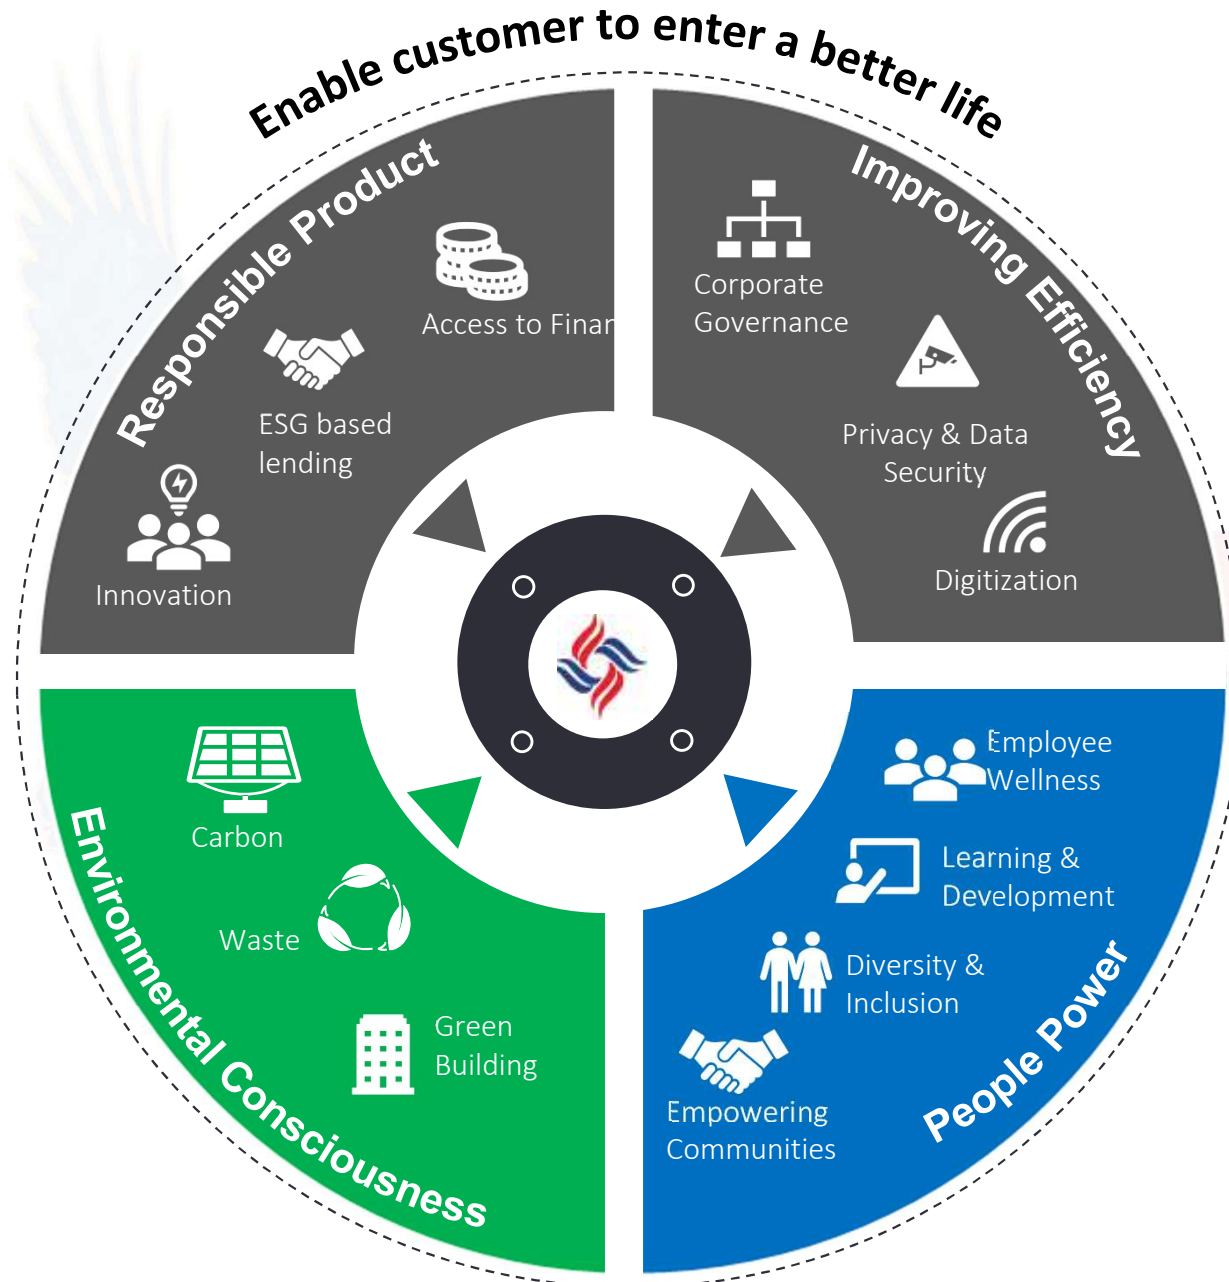 Enable customer to enter a better life
Responsible Product
Access to Finan
ESG based
lending
Innovation
Improving Efficiency
Corporate
Governance
Privacy & Data
Security
Digitization
Environmental Consciousness
Carbon
Waste
Green
Building
People Power
Employee
Wellness
Learning &
Development
Diversity &
Inclusion
Empowering
Communities